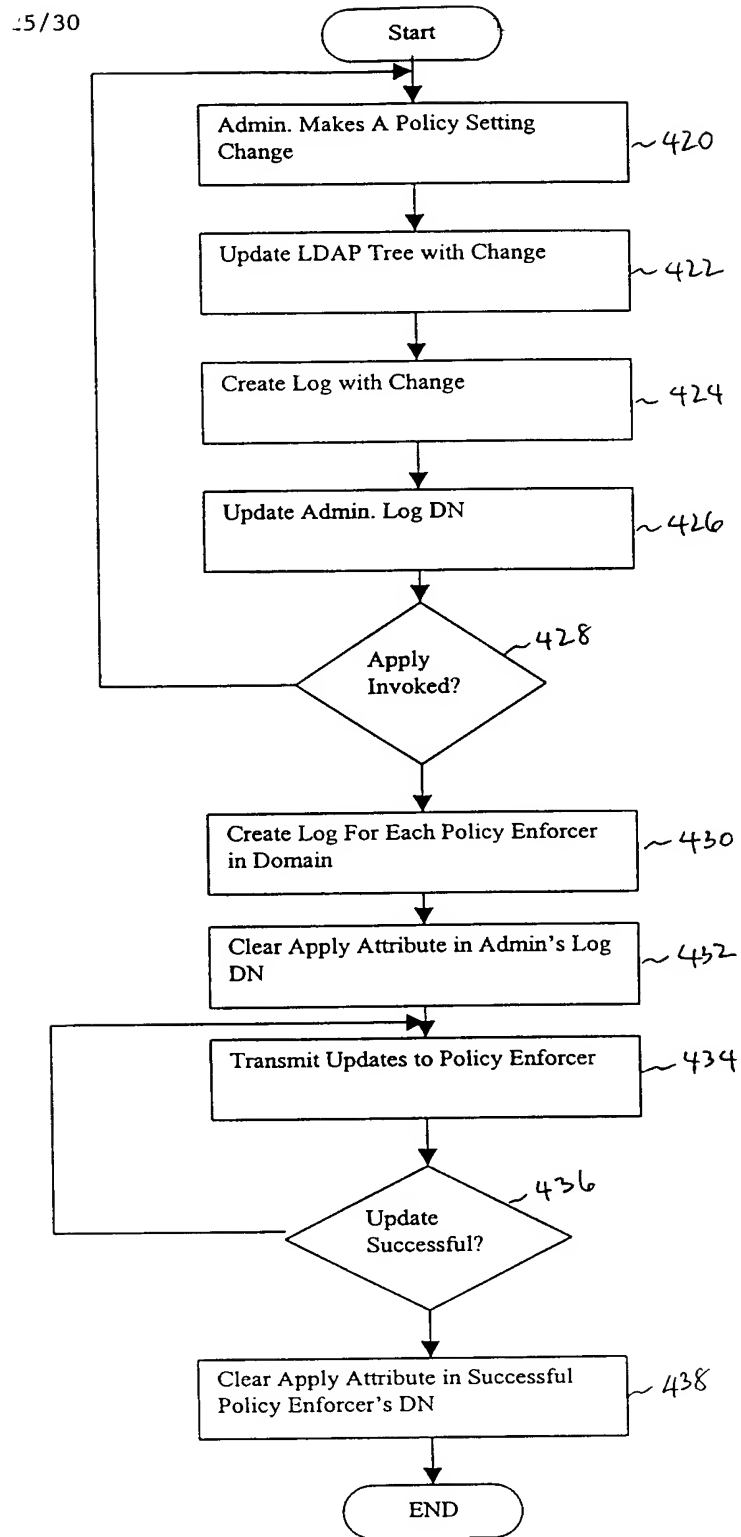 5/30
Start
Admin. Makes A Policy Setting
Change
~420
Update LDAP Tree with Change
~422
Create Log with Change
~424
Update Admin. Log DN
~426
~428
Apply
Invoked?
Create Log For Each Policy Enforcer
in Domain
~430
Clear Apply Attribute in Admin's Log
DN
~432
Transmit Updates to Policy Enforcer
~434
~436
Update
Successful?
Clear Apply Attribute in Successful
Policy Enforcer's DN
~438
END